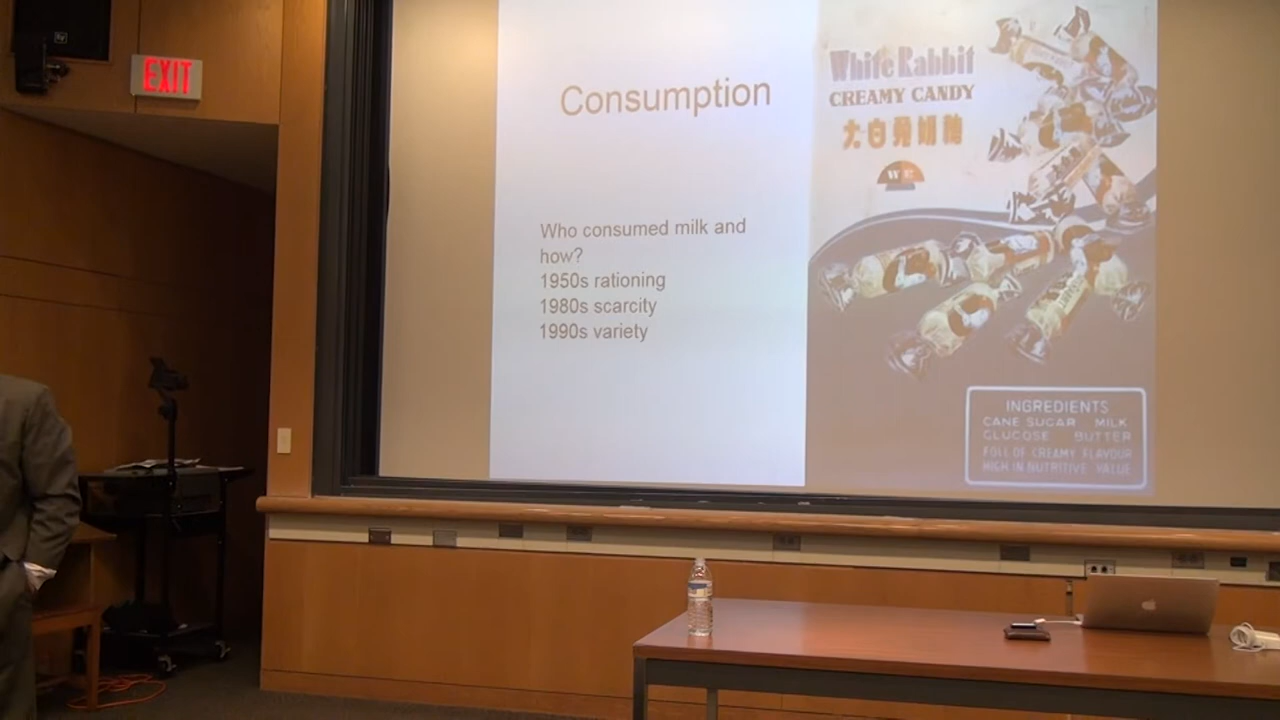 EXIT
Consumption
Who consumed milk and
how?
1950s rationing
1980s scarcity
1990s variety
White Rabbit
CREAMY CANDY
大白兔奶糖
W R
INGREDIENTS
CANE SUGAR MILK
GLUCOSE BUTTER
FULL OF CREAMY FLAVOUR
HIGH IN NUTRITIVE VALUE